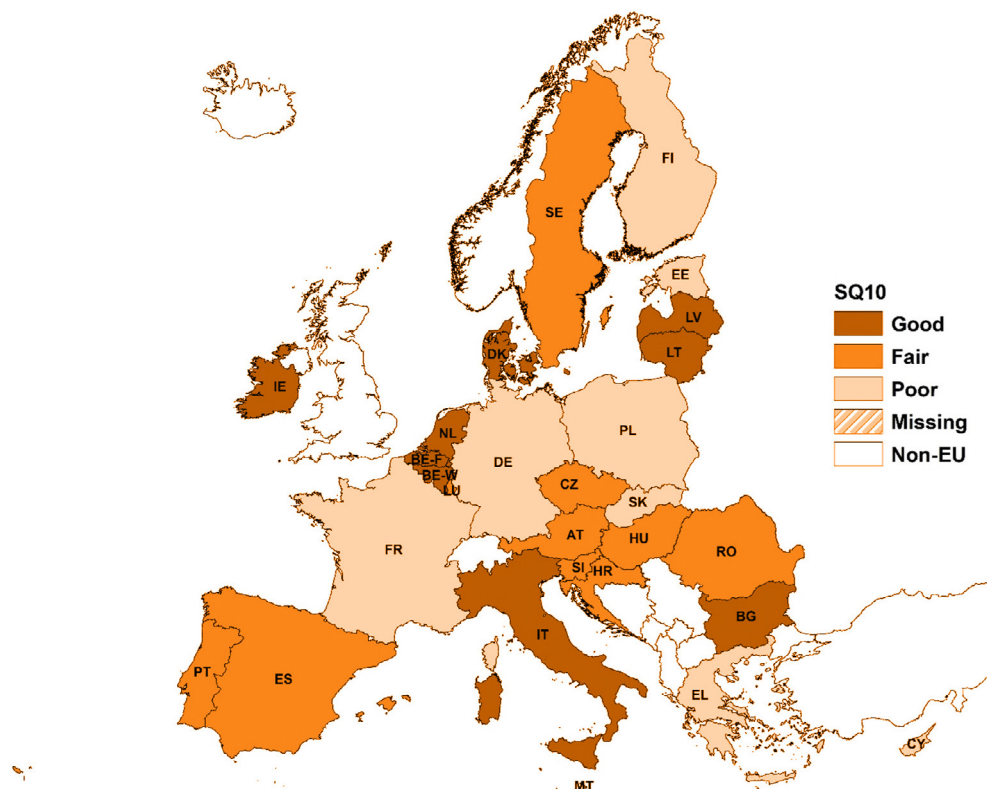 FI
SE
EE
SQ10
Good
LV
Fair
DK
LT
IE
Poor
Missing
NL
PL
BE-F
DE
Non-EU
BE-W
CZ
LU
SK
AT
HU
FR
RO
SI
HR
BG
IT
PT
ES
EL
CY
MT